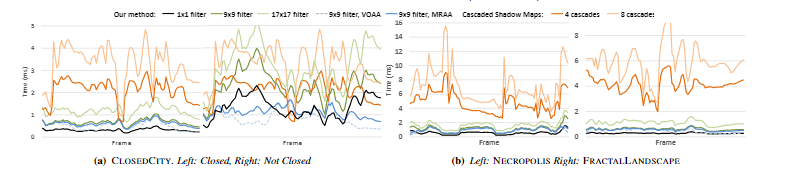 Our method: 1x1 filter 9x9 filter 17x17 filter 9x9 filter, VOAA 9x9 filter, MRAA Cascaded Shadow Maps: 4 cascades 8 cascades
5
4
3
2
1
0
Time (ms)
Frame
Frame
16
14
12
10
8
6
4
2
0
Time (ms)
Frame
8
6
4
2
0
Frame
(a) CLOSEDCITY. Left: Closed, Right: Not Closed
(b) Left: NECROPOLIS Right: FRACTALLANDSCAPE